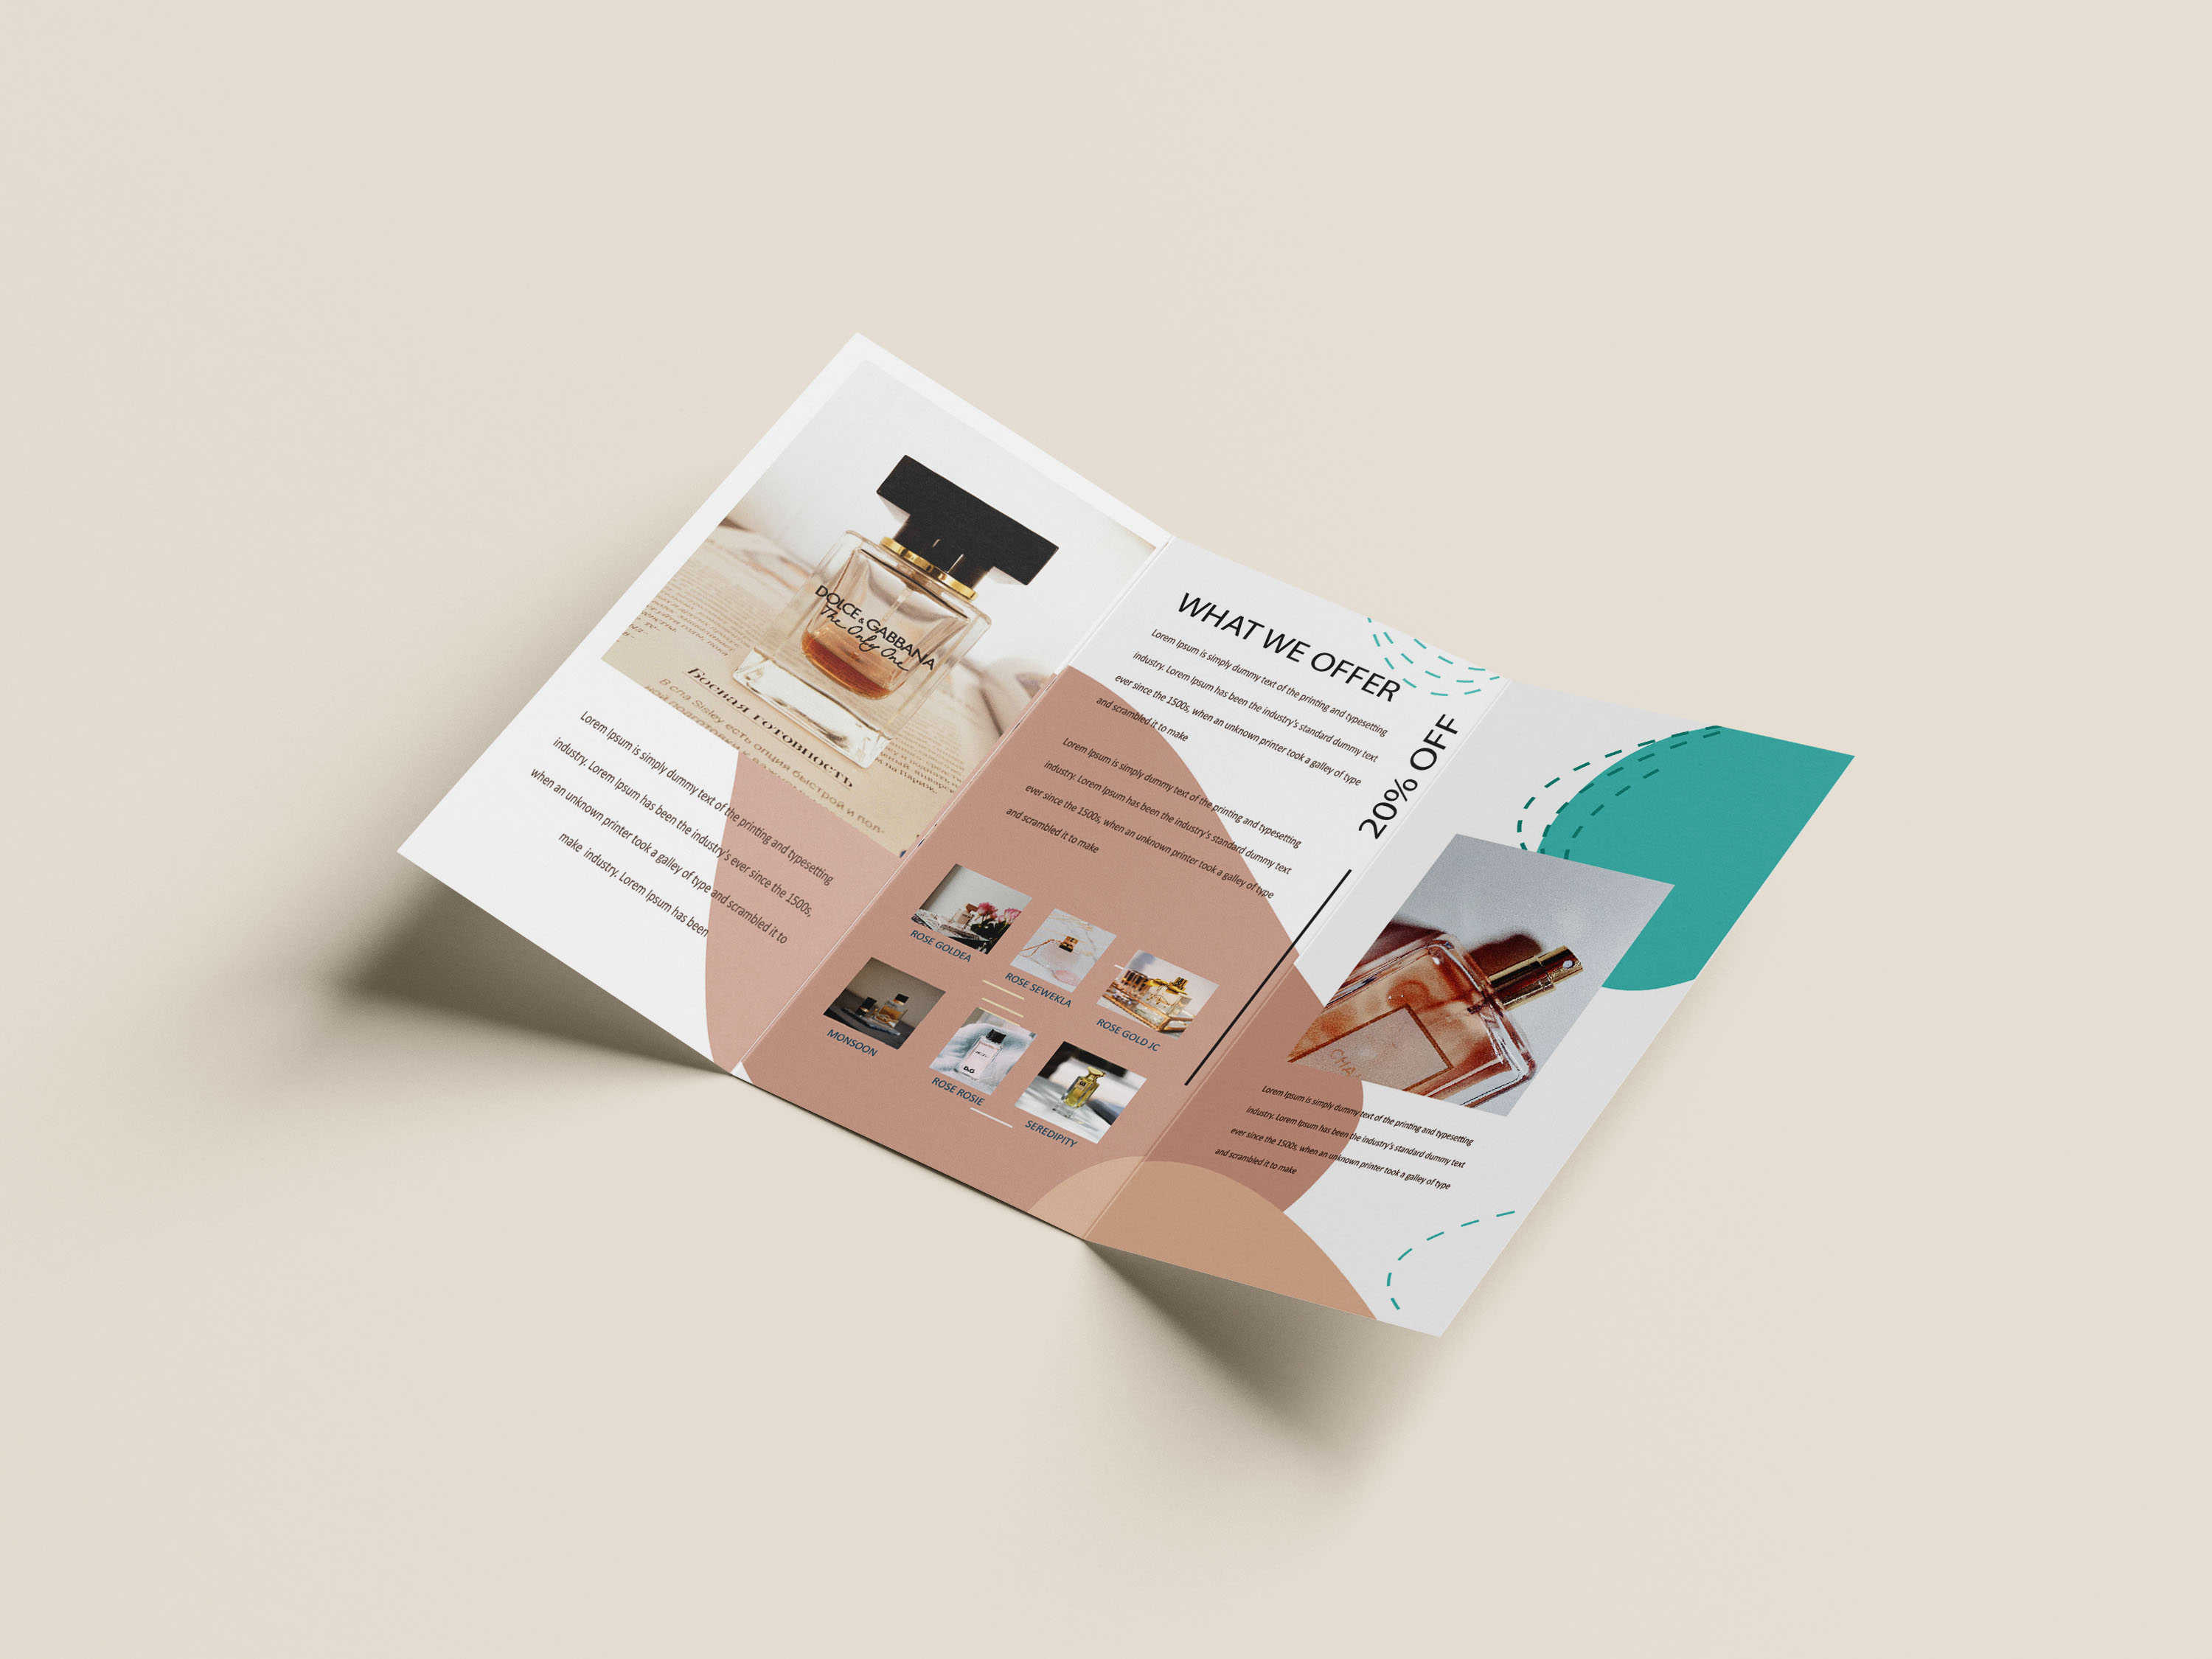 DOLCE & GABBANA
The Only One
Боевая готовность
В спа Sisley есть опция быстрой и пол-
Lorem Ipsum is simply dummy text of the printing and typesetting
industry. Lorem Ipsum has been the industry's ever since the 1500s,
when an unknown printer took a galley of type and scrambled it to
make industry. Lorem Ipsum has been
WHAT WE OFFER
Lorem Ipsum is simply dummy text of the printing and typesetting
industry. Lorem Ipsum has been the industry's standard dummy text
ever since the 1500s, when an unknown printer took a galley of type
and scrambled it to make
Lorem Ipsum is simply dummy text of the printing and typesetting
industry. Lorem Ipsum has been the industry's standard dummy text
ever since the 1500s, when an unknown printer took a galley of type
and scrambled it to make
20% OFF
ROSE GOLDEA
ROSE SEWEKLA
ROSE GOLD JC
MONSOON
D&G
ROSE ROSIE
SEREDIPITY
CHA
Lorem Ipsum is simply dummy text of the printing and typesetting
industry. Lorem Ipsum has been the industry's standard dummy text
ever since the 1500s, when an unknown printer took a galley of type
and scrambled it to make